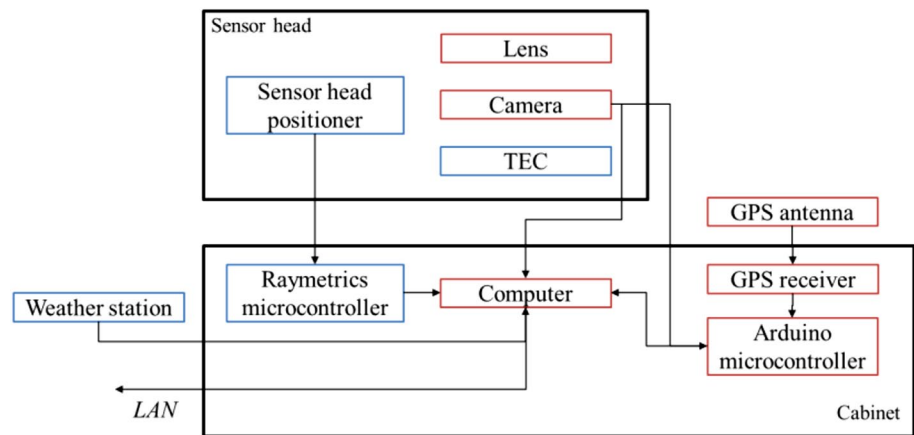 Sensor head
Lens
Sensor head
positioner
Camera
TEC
GPS antenna
Raymetrics
microcontroller
Computer
GPS receiver
Weather station
Arduino
microcontroller
LAN
Cabinet